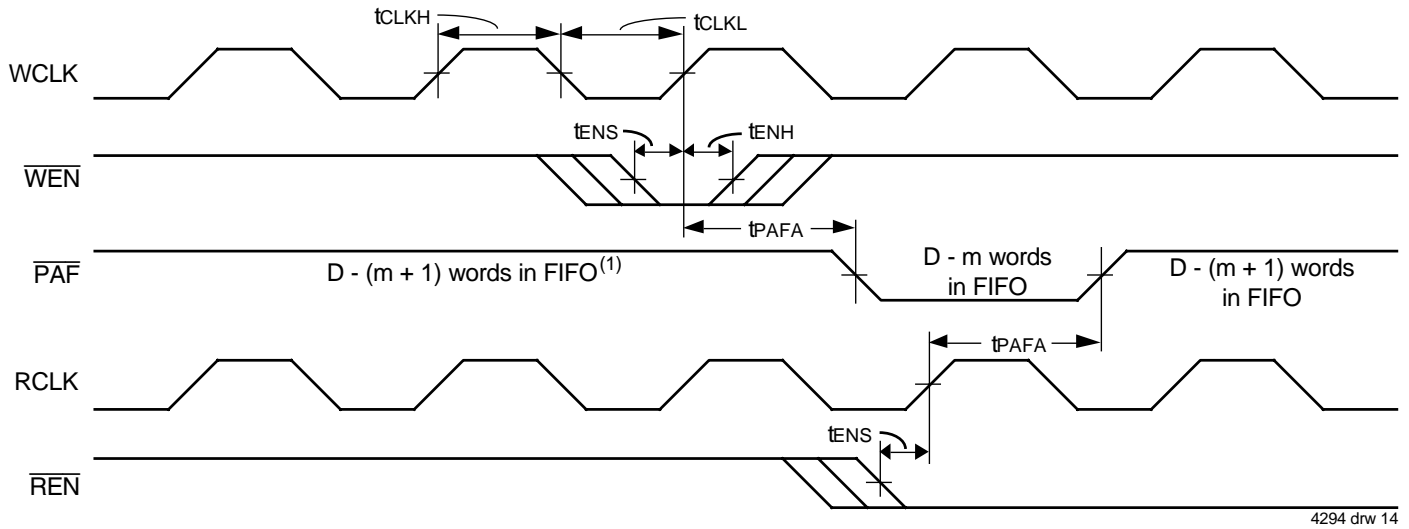 tCLKH
tCLKL
WCLK
tENS
tENH
WEN
tPAFA
PAF
D - (m + 1) words in FIFO(1)
D - m words
in FIFO
D - (m + 1) words
in FIFO
tPAFA
RCLK
tENS
REN
4294 drw 14